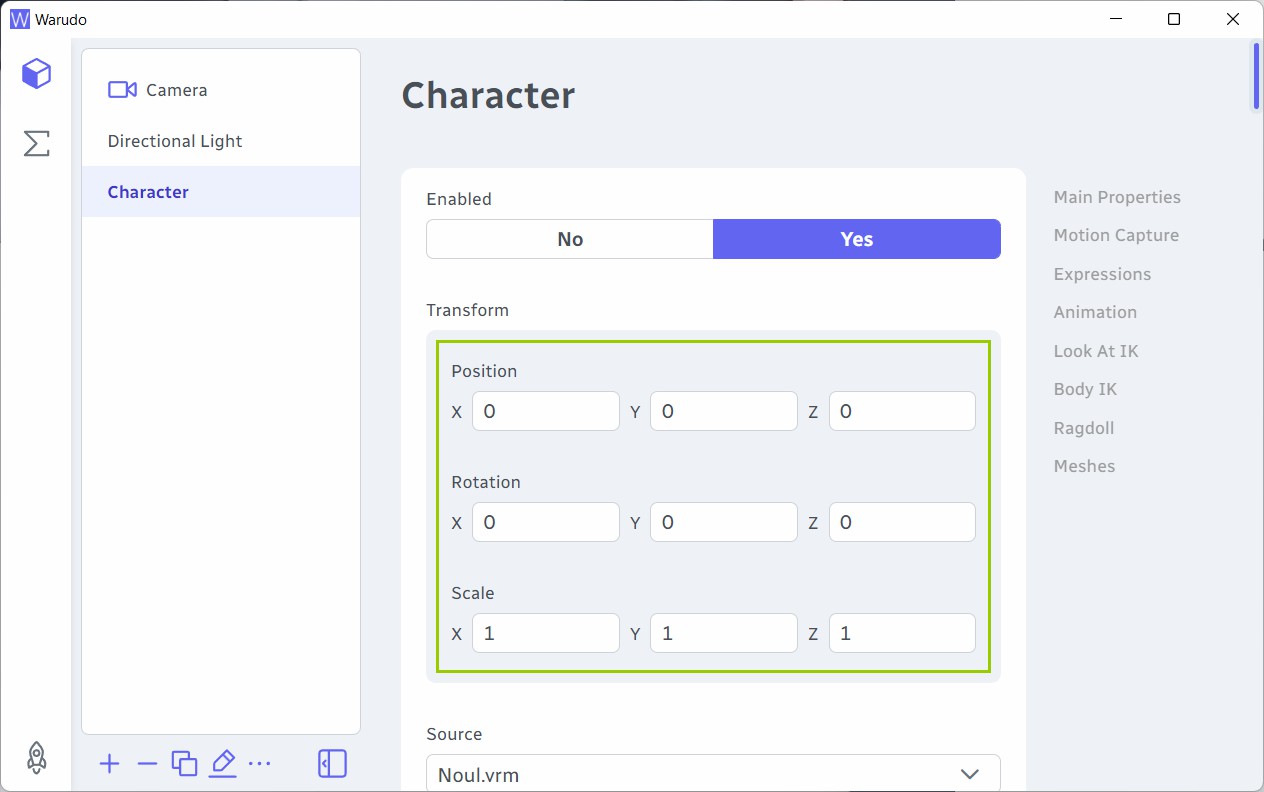 W Warudo
Camera
Directional Light
Character
Character
Enabled
No Yes
Transform
Position
X 0 Y 0 Z 0
Rotation
X 0 Y 0 Z 0
Scale
X 1 Y 1 Z 1
Source
Noul.vrm
Main Properties
Motion Capture
Expressions
Animation
Look At IK
Body IK
Ragdoll
Meshes